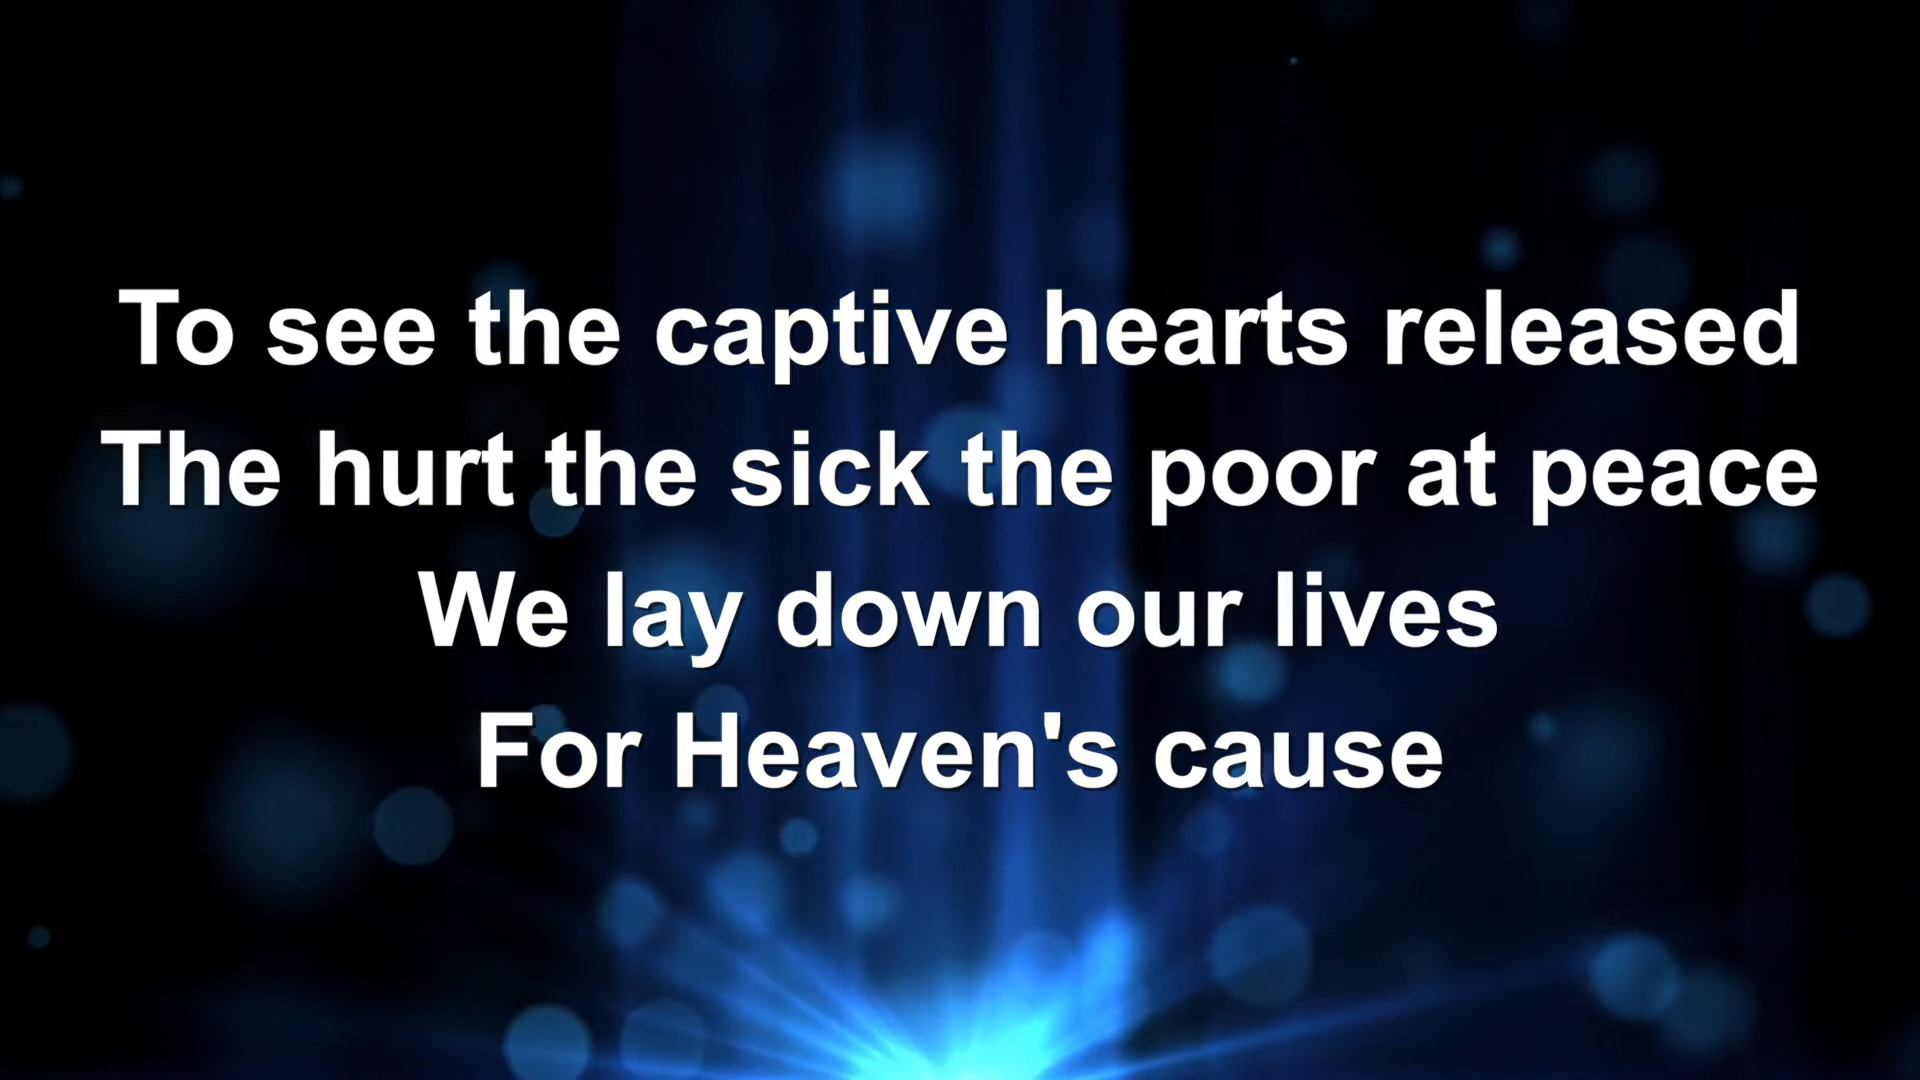 To see the captive hearts released
The hurt the sick the poor at peace
We lay down our lives
For Heaven's cause